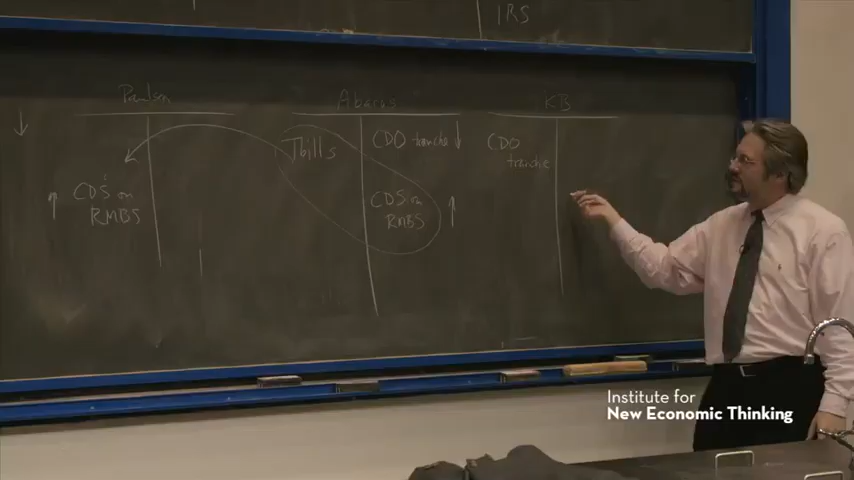 IRS
Paulson
Abacus
KB
Tbills
CDO tranche ↓
CDO
tranche
↑ CDS on
RMBS
CDS on
RMBS ↑
Institute for
New Economic Thinking